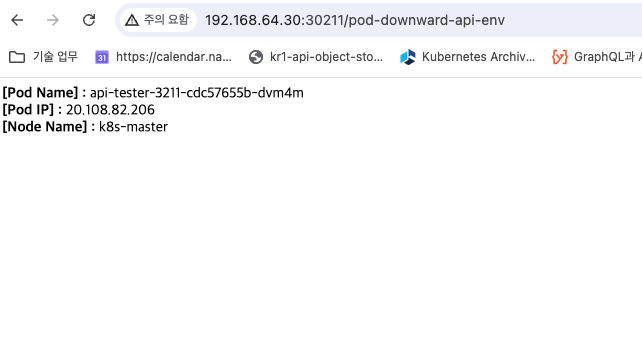 주의 요함 192.168.64.30:30211/pod-downward-api-env
기술 업무 31 https://calendar.na... kr1-api-object-sto... Kubernetes Archiv... {y} GraphQL과
[Pod Name] : api-tester-3211-cdc57655b-dvm4m
[Pod IP] : 20.108.82.206
[Node Name] : k8s-master